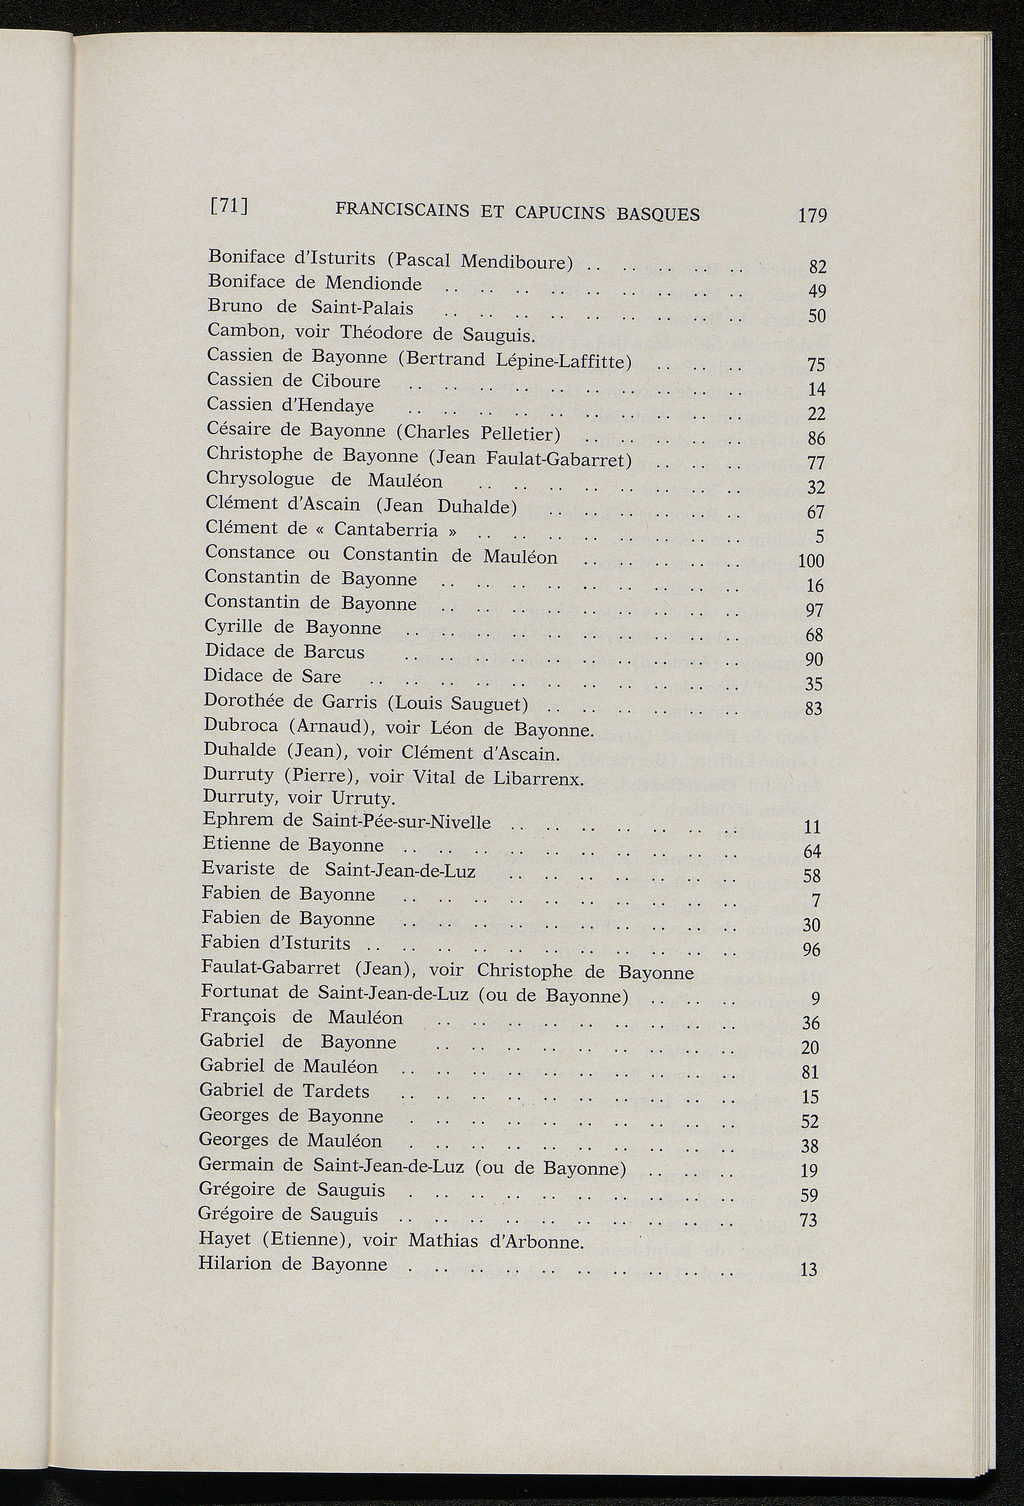 [71] FRANCISCAINS ET CAPUCINS BASQUES 179
Boniface d'Isturits (Pascal Mendiboure) .. .. .. .. .. 82
Boniface de Mendionde .. .. .. .. .. .. .. .. .. 49
Bruno de Saint-Palais .. .. .. .. .. .. .. .. .. 50
Cambon, voir Théodore de Sauguis.
Cassien de Bayonne (Bertrand Lépine-Laffitte) .. .. .. 75
Cassien de Ciboure .. .. .. .. .. .. .. .. .. .. 14
Cassien d'Hendaye .. .. .. .. .. .. .. .. .. .. 22
Césaire de Bayonne (Charles Pelletier) .. .. .. .. .. 86
Christophe de Bayonne (Jean Faulat-Gabarret) .. .. .. 77
Chrysologue de Mauléon .. .. .. .. .. .. .. .. 32
Clément d'Ascain (Jean Duhalde) .. .. .. .. .. .. 67
Clément de « Cantaberria » .. .. .. .. .. .. .. .. 5
Constance ou Constantin de Mauléon .. .. .. .. .. 100
Constantin de Bayonne .. .. .. .. .. .. .. .. .. 16
Constantin de Bayonne .. .. .. .. .. .. .. .. .. 97
Cyrille de Bayonne .. .. .. .. .. .. .. .. .. .. 68
Didace de Barcus .. .. .. .. .. .. .. .. .. .. 90
Didace de Sare .. .. .. .. .. .. .. .. .. .. .. 35
Dorothée de Garris (Louis Sauguet) .. .. .. .. .. .. 83
Dubroca (Arnaud), voir Léon de Bayonne.
Duhalde (Jean), voir Clément d'Ascain.
Durruty (Pierre), voir Vital de Libarrenx.
Durruty, voir Urruty.
Ephrem de Saint-Pée-sur-Nivelle .. .. .. .. .. .. .. 11
Etienne de Bayonne .. .. .. .. .. .. .. .. .. .. 64
Evariste de Saint-Jean-de-Luz .. .. .. .. .. .. .. 58
Fabien de Bayonne .. .. .. .. .. .. .. .. .. .. 7
Fabien de Bayonne .. .. .. .. .. .. .. .. .. .. 30
Fabien d'Isturits .. .. .. .. .. .. .. .. .. .. .. 96
Faulat-Gabarret (Jean), voir Christophe de Bayonne
Fortunat de Saint-Jean-de-Luz (ou de Bayonne) .. .. .. 9
François de Mauléon .. .. .. .. .. .. .. .. .. 36
Gabriel de Bayonne .. .. .. .. .. .. .. .. .. 20
Gabriel de Mauléon .. .. .. .. .. .. .. .. .. .. 81
Gabriel de Tardets .. .. .. .. .. .. .. .. .. .. 15
Georges de Bayonne . .. .. .. .. .. .. .. .. .. 52
Georges de Mauléon . .. .. .. .. .. .. .. .. .. 38
Germain de Saint-Jean-de-Luz (ou de Bayonne) .. .. .. 19
Grégoire de Sauguis . .. .. .. .. .. .. .. .. .. 59
Grégoire de Sauguis .. .. .. .. .. .. .. .. .. .. 73
Hayet (Etienne), voir Mathias d'Arbonne.
Hilarion de Bayonne . .. .. .. .. .. .. .. .. .. 13